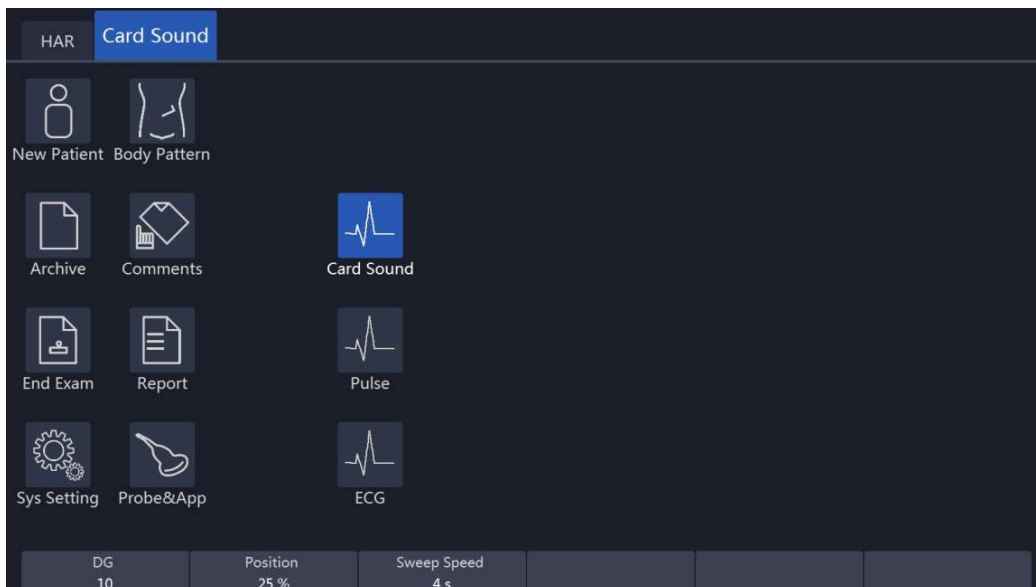 HAR Card Sound
New Patient Body Pattern
Archive Comments Card Sound
End Exam Report Pulse
Sys Setting Probe&App ECG
DG Position Sweep Speed
10 25 % 4 s